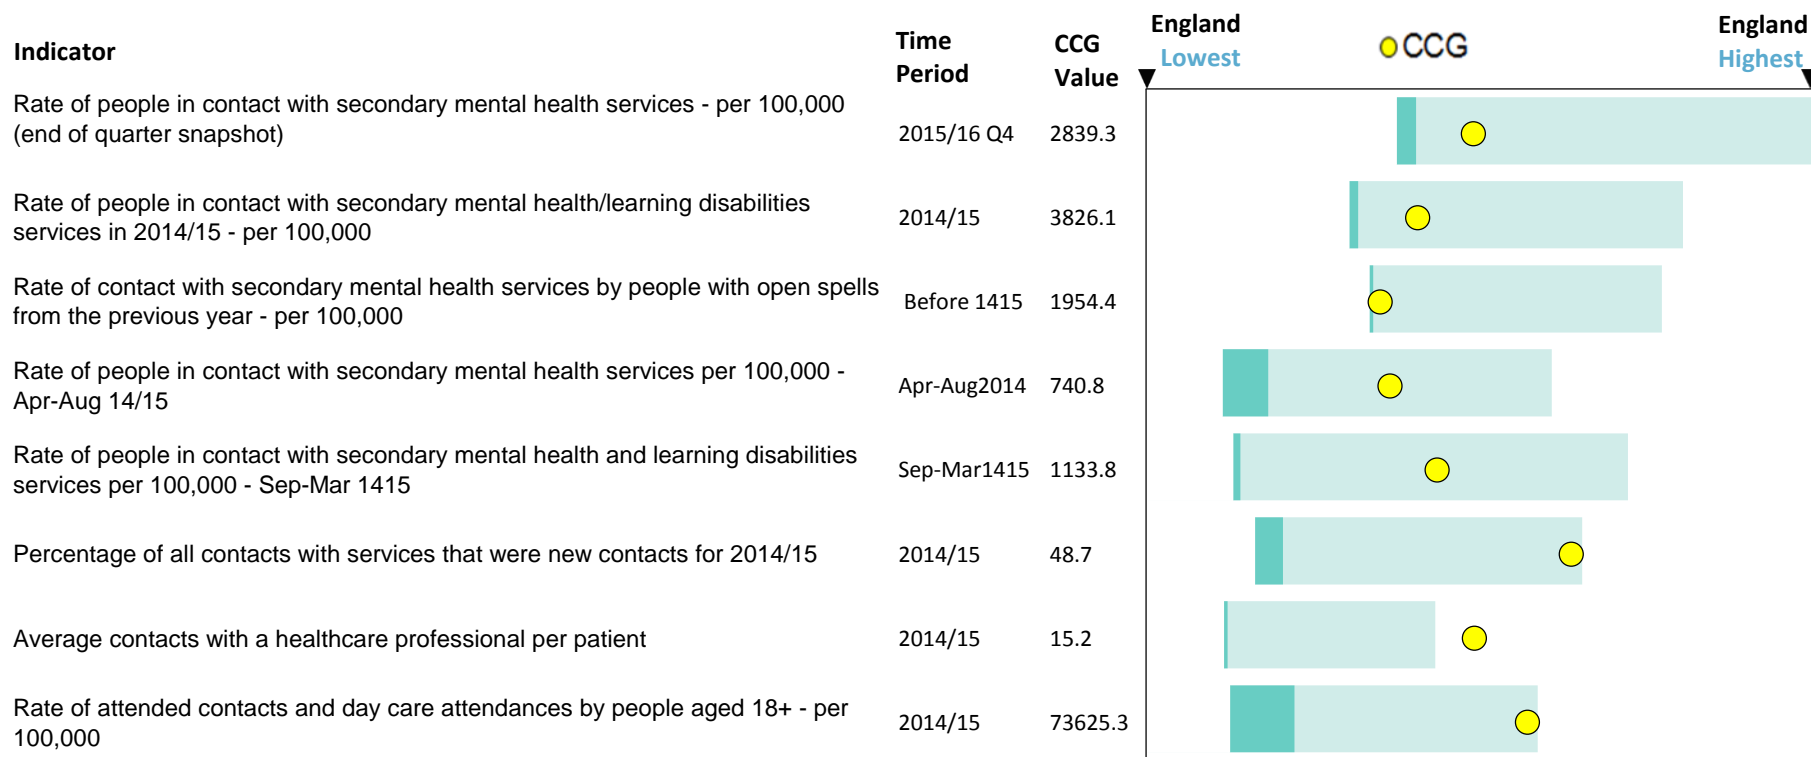 Indicator
Time
Period
CCG
Value
England
Lowest
CCG
England
Highest
Rate of people in contact with secondary mental health services - per 100,000
(end of quarter snapshot)
2015/16 Q4
2839.3
Rate of people in contact with secondary mental health/learning disabilities
services in 2014/15 - per 100,000
2014/15
3826.1
Rate of contact with secondary mental health services by people with open spells
from the previous year - per 100,000
Before 1415
1954.4
Rate of people in contact with secondary mental health services per 100,000 -
Apr-Aug 14/15
Apr-Aug2014
740.8
Rate of people in contact with secondary mental health and learning disabilities
services per 100,000 - Sep-Mar 1415
Sep-Mar1415
1133.8
Percentage of all contacts with services that were new contacts for 2014/15
2014/15
48.7
Average contacts with a healthcare professional per patient
2014/15
15.2
Rate of attended contacts and day care attendances by people aged 18+ - per
100,000
2014/15
73625.3